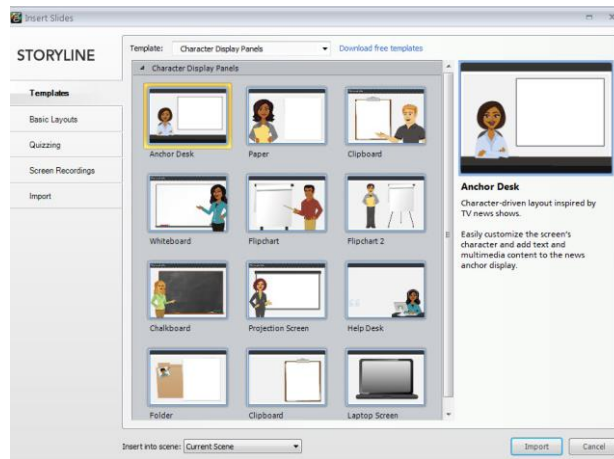 Insert Slides
STORYLINE
Templates
Basic Layouts
Quizzing
Screen Recordings
Import
Template: Character Display Panels Download free templates
Character Display Panels
Anchor Desk Paper Clipboard
Whiteboard Flipchart Flipchart 2
Chalkboard Projection Screen Help Desk
Folder Clipboard Laptop Screen
Anchor Desk
Character-driven layout inspired by
TV news shows.
Easily customize the screen's
character and add text and
multimedia content to the news
anchor display.
Insert into scene: Current Scene Import Cancel